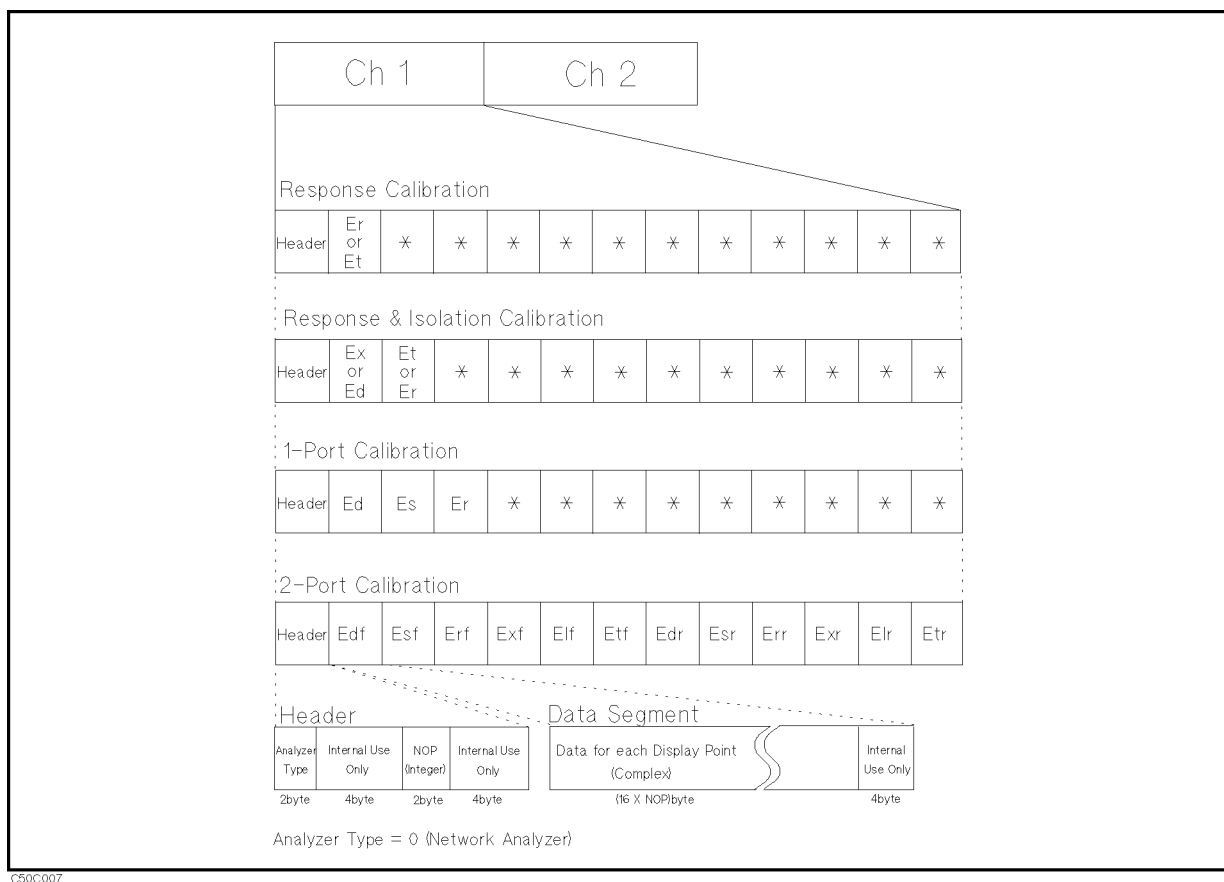 Ch 1 Ch 2
Response Calibration
Header Er or Et * * * * * * * * * * *
Response & Isolation Calibration
Header Ex or Ed Et or Er * * * * * * * * * *
1-Port Calibration
Header Ed Es Er * * * * * * * * *
2-Port Calibration
Header Edf Esf Erf Exf Elf Etf Edr Esr Err Exr Elr Etr
Header Data Segment
Analyzer Type Internal Use Only NOP (Integer) Internal Use Only Data for each Display Point (Complex) Internal Use Only
2byte 4byte 2byte 4byte (16 X NOP)byte 4byte
Analyzer Type = 0 (Network Analyzer)
C50C007